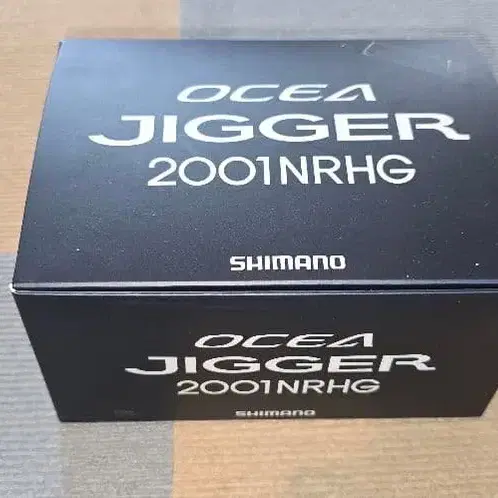 OCEA
JIGGER
2001NRHG
SHIMANO
OCEA
JIGGER
2001NRHG
SHIMANO